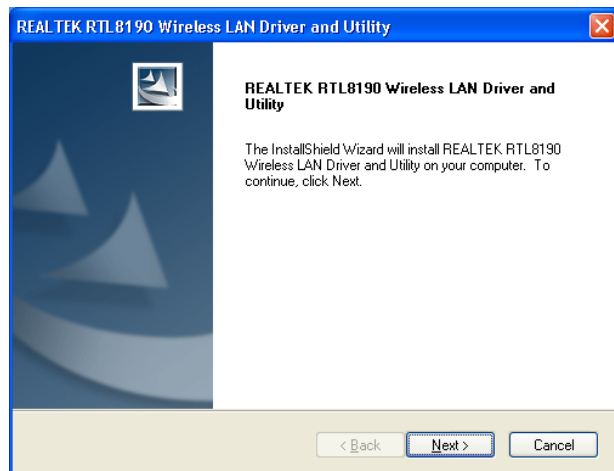 REALTEK RTL8190 Wireless LAN Driver and Utility
REALTEK RTL8190 Wireless LAN Driver and
Utility
The InstallShield Wizard will install REALTEK RTL8190
Wireless LAN Driver and Utility on your computer. To
continue, click Next.
< Back
Next >
Cancel